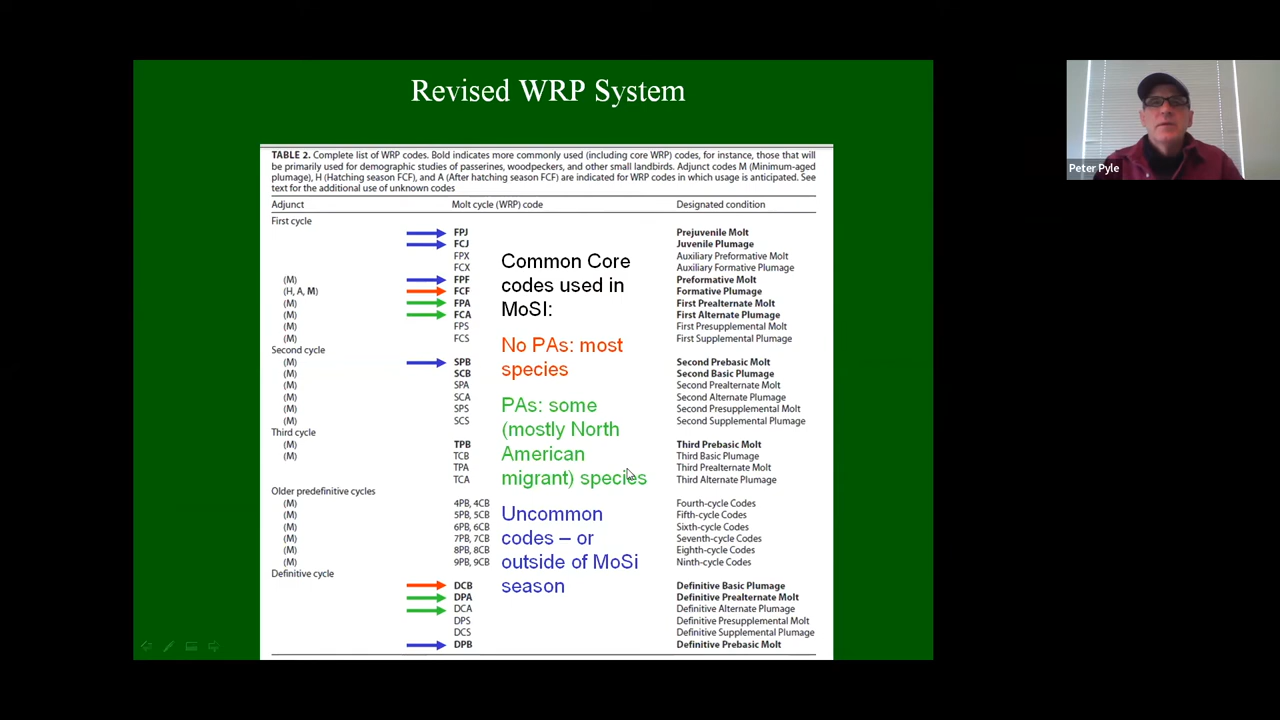 Revised WRP System
TABLE 2. Complete list of WRP codes. Bold indicates more commonly used (including core WRP) codes, for instance, those that will
be primarily used for demographic studies of passerines, woodpeckers, and other small landbirds. Adjunct codes M (Minimum-aged
plumage), H (Hatching season FCF), and A (After hatching season FCF) are indicated for WRP codes in which usage is anticipated. See
text for the additional use of unknown codes
Adjunct Molt cycle (WRP) code Designated condition
First cycle
FPJ Prejuvenile Molt
FCJ Juvenile Plumage
FPX Auxiliary Preformative Molt
FCX Auxiliary Formative Plumage
(M) FPF Preformative Molt
(H, A, M) FCF Formative Plumage
(M) FPA First Prealternate Molt
(M) FCA First Alternate Plumage
(M) FPS First Presupplemental Molt
(M) FCS First Supplemental Plumage
Second cycle
(M) SPB Second Prebasic Molt
(M) SCB Second Basic Plumage
(M) SPA Second Prealternate Molt
(M) SCA Second Alternate Plumage
(M) SPS Second Presupplemental Molt
(M) SCS Second Supplemental Plumage
Third cycle
(M) TPB Third Prebasic Molt
(M) TCB Third Basic Plumage
TPA Third Prealternate Molt
TCA Third Alternate Plumage
Older predefinitive cycles
(M) 4PB, 4CB Fourth-cycle Codes
(M) 5PB, 5CB Fifth-cycle Codes
(M) 6PB, 6CB Sixth-cycle Codes
(M) 7PB, 7CB Seventh-cycle Codes
(M) 8PB, 8CB Eighth-cycle Codes
(M) 9PB, 9CB Ninth-cycle Codes
Definitive cycle
DCB Definitive Basic Plumage
DPA Definitive Prealternate Molt
DCA Definitive Alternate Plumage
DPS Definitive Presupplemental Molt
DCS Definitive Supplemental Plumage
DPB Definitive Prebasic Molt
Common Core
codes used in
MoSI:
No PAs: most
species
PAs: some
(mostly North
American
migrant) species
Uncommon
codes – or
outside of MoSi
season
Peter Pyle